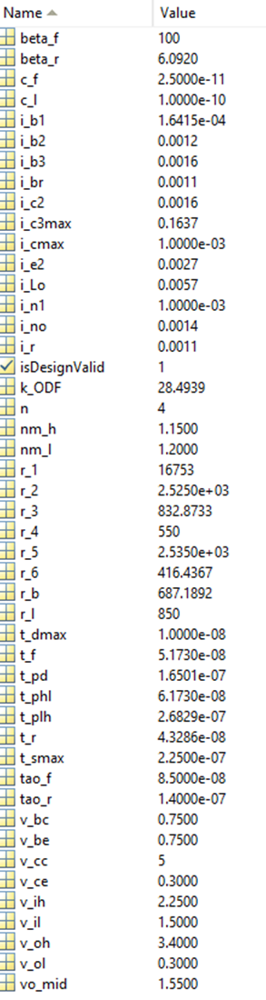 Name Value
beta_f 100
beta_r 6.0920
c_f 2.5000e-11
c_l 1.0000e-10
i_b1 1.6415e-04
i_b2 0.0012
i_b3 0.0016
i_br 0.0011
i_c2 0.0016
i_c3max 0.1637
i_cmax 1.0000e-03
i_e2 0.0027
i_Lo 0.0057
i_n1 1.0000e-03
i_no 0.0014
i_r 0.0011
isDesignValid 1
k_ODF 28.4939
n 4
nm_h 1.1500
nm_l 1.2000
r_1 16753
r_2 2.5250e+03
r_3 832.8733
r_4 550
r_5 2.5350e+03
r_6 416.4367
r_b 687.1892
r_l 850
t_dmax 1.0000e-08
t_f 5.1730e-08
t_pd 1.6501e-07
t_phl 6.1730e-08
t_plh 2.6829e-07
t_r 4.3286e-08
t_smax 2.2500e-07
tao_f 8.5000e-08
tao_r 1.4000e-07
v_bc 0.7500
v_be 0.7500
v_cc 5
v_ce 0.3000
v_ih 2.2500
v_il 1.5000
v_oh 3.4000
v_ol 0.3000
vo_mid 1.5500